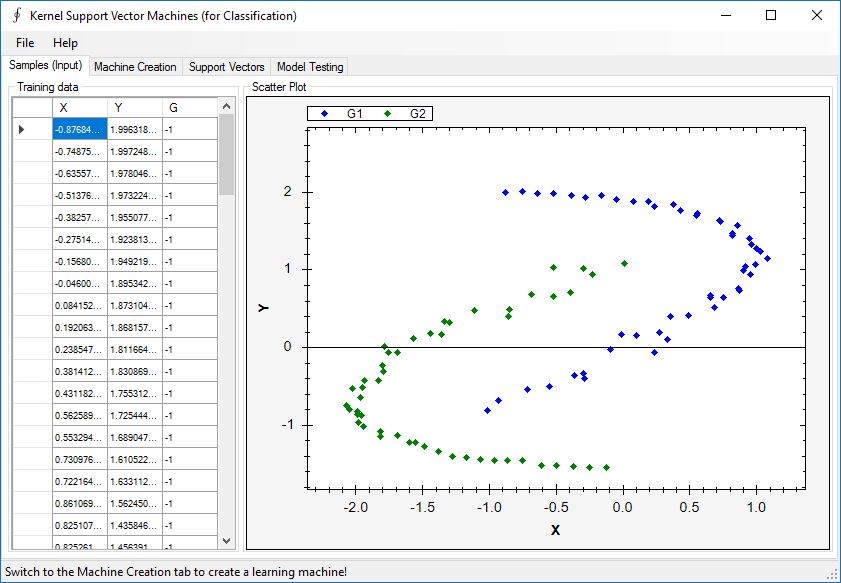 Kernel Support Vector Machines (for Classification)
File Help
Samples (Input) Machine Creation Support Vectors Model Testing
Training data
X Y G
-0.87684... 1.996318... -1
-0.74875... 1.997248... -1
-0.63557... 1.978046... -1
-0.51376... 1.973224... -1
-0.38257... 1.955077... -1
-0.27514... 1.923813... -1
-0.15680... 1.949219... -1
-0.04600... 1.895342... -1
0.084152... 1.873104... -1
0.192063... 1.868157... -1
0.238547... 1.811664... -1
0.381412... 1.830869... -1
0.431182... 1.755312... -1
0.562589... 1.725444... -1
0.553294... 1.689047... -1
0.730976... 1.610522... -1
0.722164... 1.633112... -1
0.861069... 1.562450... -1
0.825107... 1.435846... -1
0.825261... 1.456391... -1
Scatter Plot
G1 G2
2
1
Y
0
-1
-2.0 -1.5 -1.0 -0.5 0.0 0.5 1.0
X
Switch to the Machine Creation tab to create a learning machine!